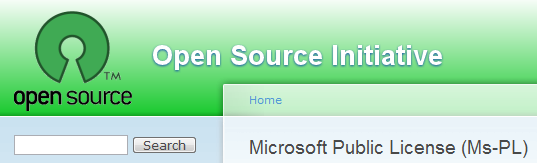 Open Source Initiative
TM
open source
Home
Search
Microsoft Public License (Ms-PL)